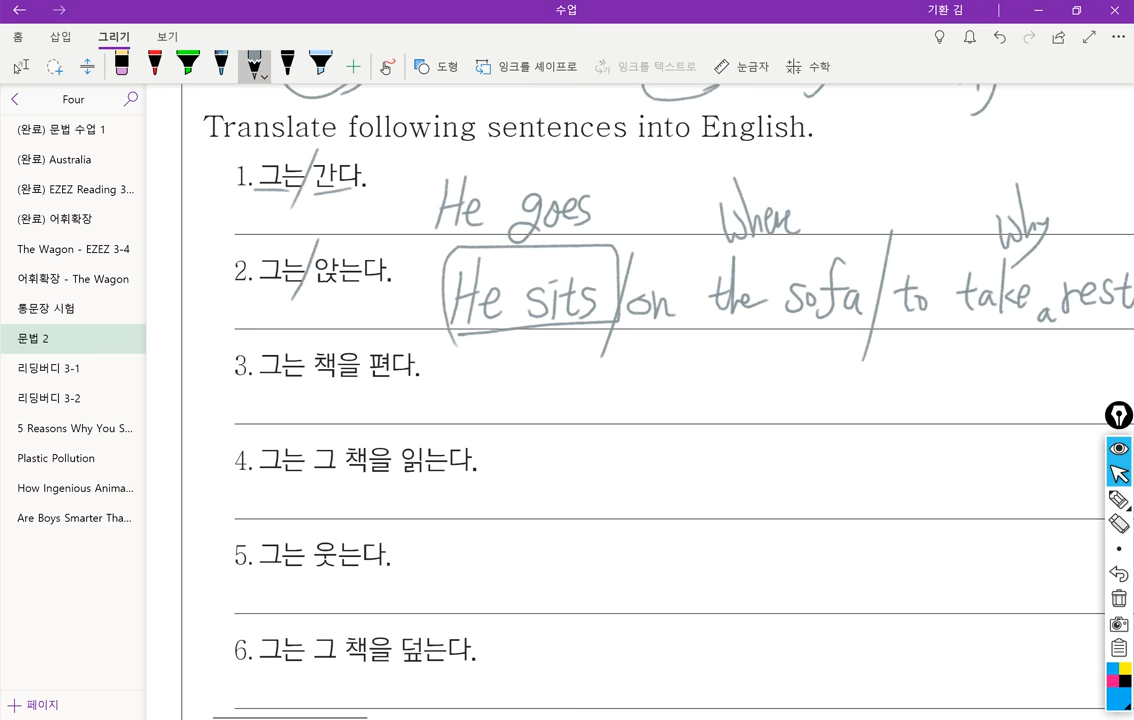 수업
기환 김
홈 삽입 그리기 보기
도형 잉크를 셰이프로 잉크를 텍스트로 눈금자 수학
Four
(완료) 문법 수업 1
(완료) Australia
(완료) EZEZ Reading 3...
(완료) 어휘확장
The Wagon - EZEZ 3-4
어휘확장 - The Wagon
통문장 시험
문법 2
리딩버디 3-1
리딩버디 3-2
5 Reasons Why You S...
Plastic Pollution
How Ingenious Anima...
Are Boys Smarter Tha...
페이지
Translate following sentences into English.
1. 그는 / 간다.
He goes where why
2. 그는 / 앉는다.
He sits / on the sofa / to take a rest
3. 그는 책을 편다.
4. 그는 그 책을 읽는다.
5. 그는 웃는다.
6. 그는 그 책을 덮는다.